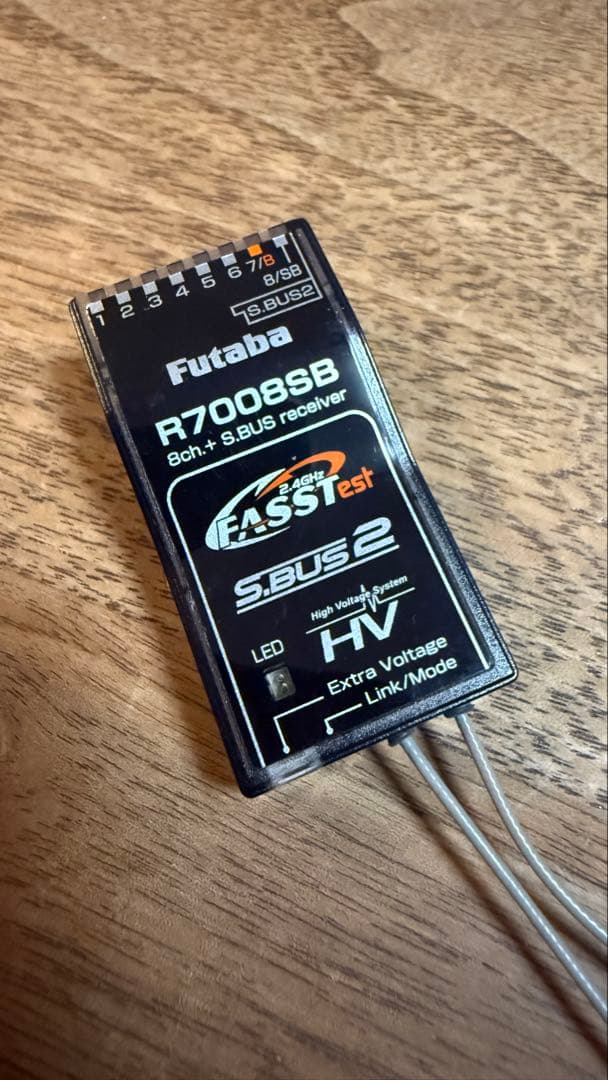 1 2 3 4 5 6 7/B 8/SB
S.BUS2
Futaba
R7008SB
8ch.+ S.BUS receiver
2.4GHz
FASSTest
S.BUS2
High Voltage System
HV
LED
Extra Voltage
Link/Mode